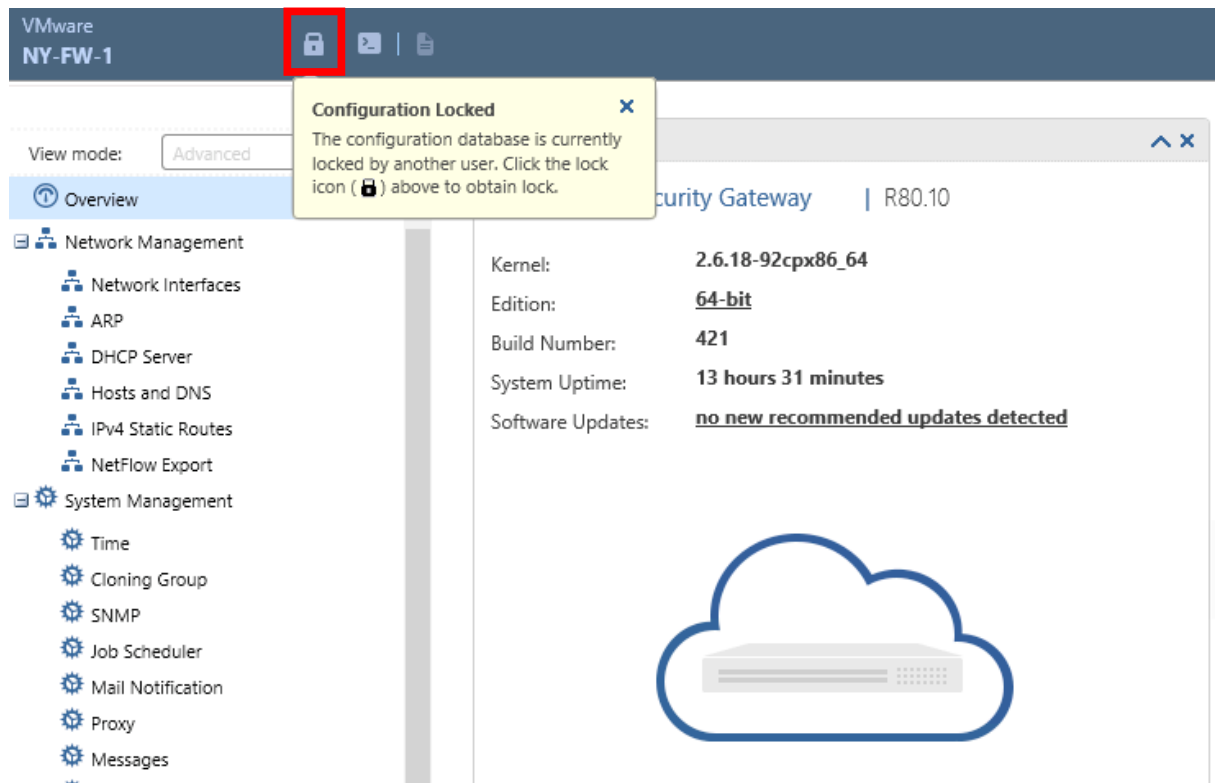 VMware
NY-FW-1
Configuration Locked
The configuration database is currently
locked by another user. Click the lock
icon ( ) above to obtain lock.
View mode: Advanced
Overview
Network Management
Network Interfaces
ARP
DHCP Server
Hosts and DNS
IPv4 Static Routes
NetFlow Export
System Management
Time
Cloning Group
SNMP
Job Scheduler
Mail Notification
Proxy
Messages
Gateway | R80.10
Kernel: 2.6.18-92cpx86_64
Edition: 64-bit
Build Number: 421
System Uptime: 13 hours 31 minutes
Software Updates: no new recommended updates detected